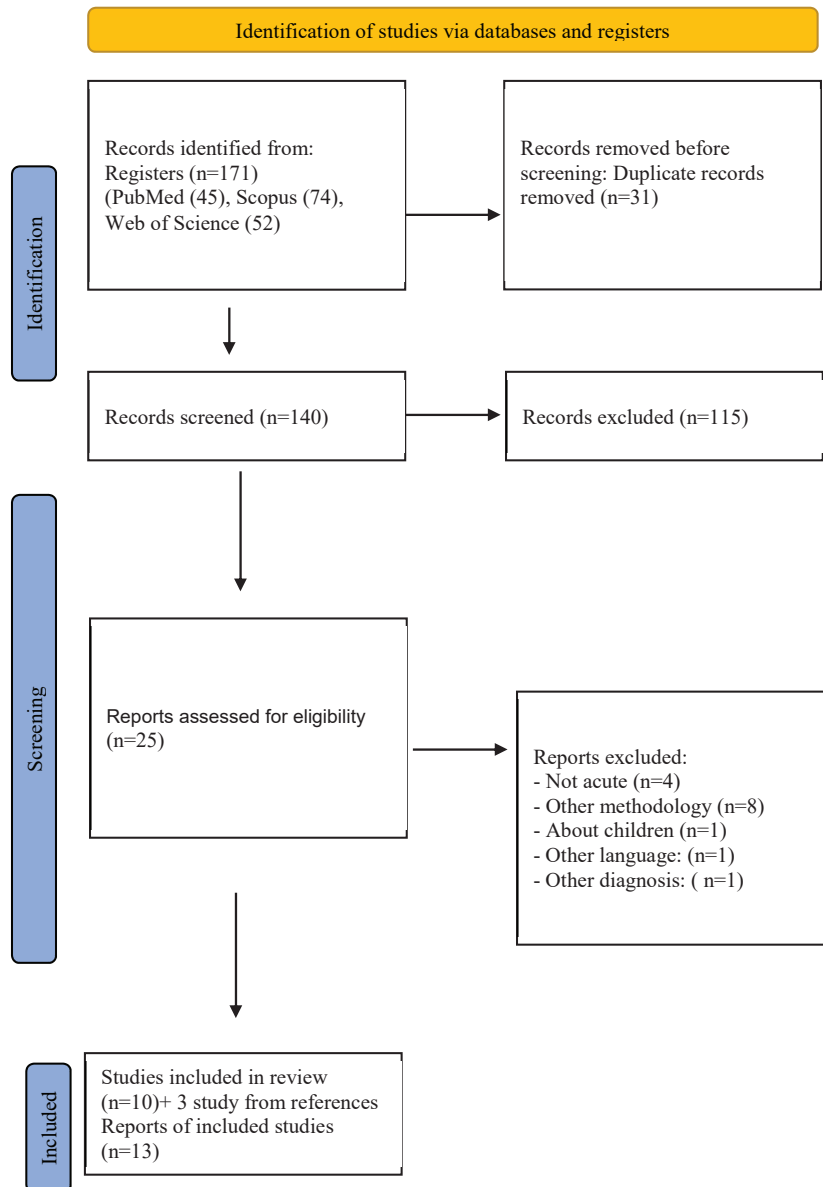 Identification of studies via databases and registers
Identification
Records identified from:
Registers (n=171)
(PubMed (45), Scopus (74),
Web of Science (52)
Records removed before
screening: Duplicate records
removed (n=31)
Records screened (n=140)
Records excluded (n=115)
Screening
Reports assessed for eligibility
(n=25)
Reports excluded:
- Not acute (n=4)
- Other methodology (n=8)
- About children (n=1)
- Other language: (n=1)
- Other diagnosis: ( n=1)
Included
Studies included in review
(n=10)+ 3 study from references
Reports of included studies
(n=13)